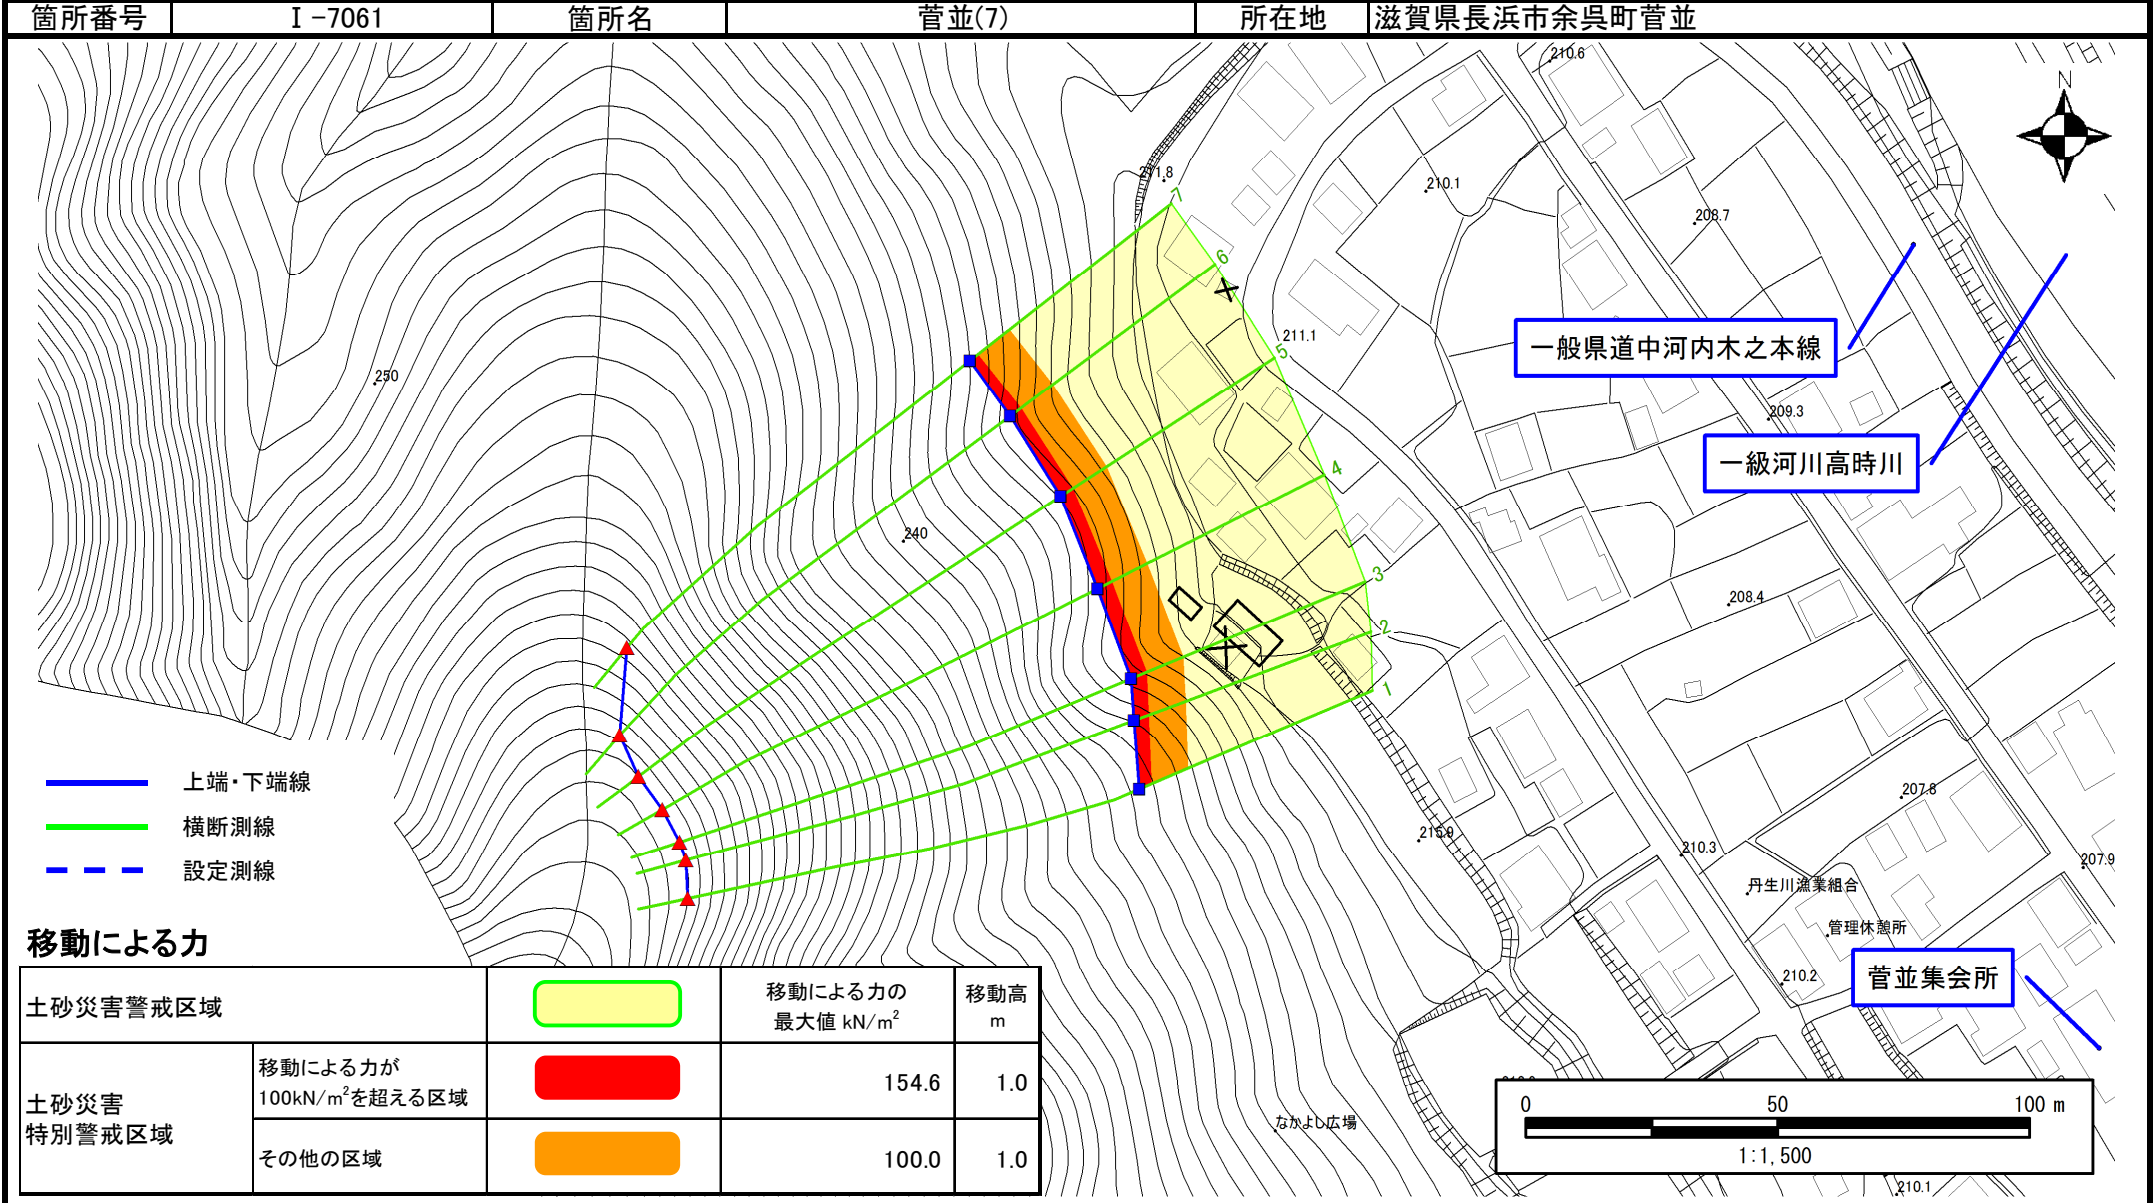 箇所番号 Ⅰ-7061 箇所名 菅並(7) 所在地 滋賀県長浜市余呉町菅並
210.6
N
211.8
7
210.1
208.7
6
211.1
5
一般県道中河内木之本線
250
209.3
4
一級河川高時川
240
3
208.4
2
1
上端・下端線
横断測線
設定測線
207.8
215.9
210.3
207.9
丹生川漁業組合
管理休憩所
210.2
菅並集会所
移動による力
土砂災害警戒区域
移動による力の
最大値 kN/m²
移動高
m
土砂災害
特別警戒区域
移動による力が
100kN/m²を超える区域
154.6 1.0
その他の区域
100.0 1.0
なかよし広場
0 50 100 m
1:1,500
210.1